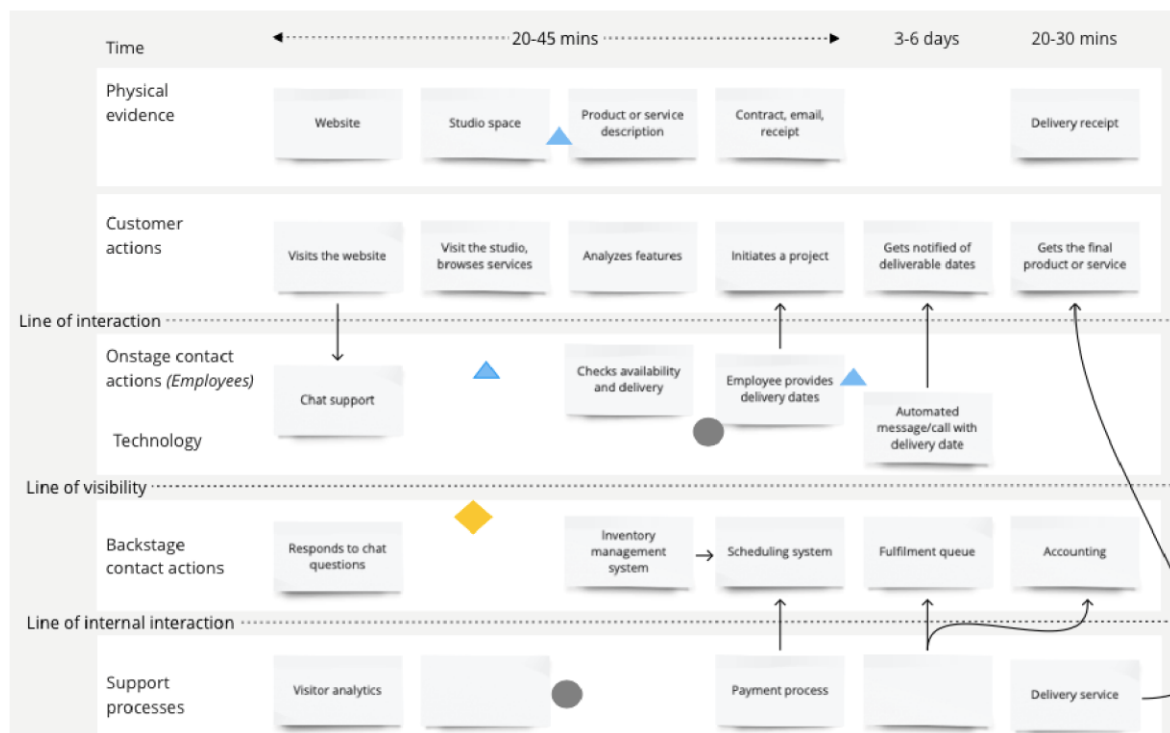 Time
20-45 mins
3-6 days
20-30 mins
Physical
evidence
Website
Studio space
Product or service
description
Contract, email,
receipt
Delivery receipt
Customer
actions
Visits the website
Visit the studio,
browses services
Analyzes features
Initiates a project
Gets notified of
deliverable dates
Gets the final
product or service
Line of interaction
Onstage contact
actions (Employees)
Technology
Chat support
Checks availability
and delivery
Employee provides
delivery dates
Automated
message/call with
delivery date
Line of visibility
Backstage
contact actions
Responds to chat
questions
Inventory
management
system
Scheduling system
Fulfilment queue
Accounting
Line of internal interaction
Support
processes
Visitor analytics
Payment process
Delivery service